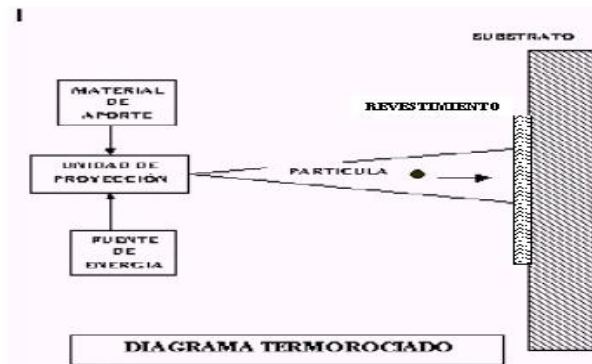 I
SUBSTRATO
MATERIAL
DE
APORTE
REVESTIMIENTO
UNIDAD DE
PROYECCIÓN
PARTICULA
FUENTE
DE
ENERGIA
DIAGRAMA TERMOROCIADO